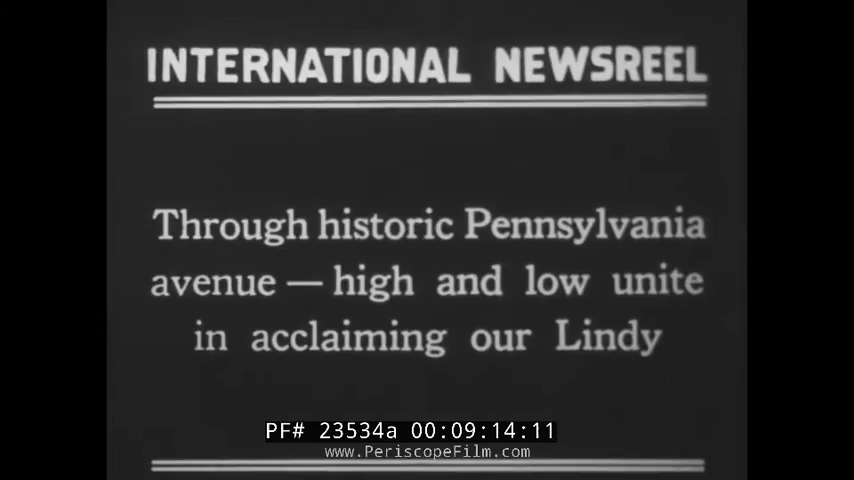 INTERNATIONAL NEWSREEL
Through historic Pennsylvania
avenue — high and low unite
in acclaiming our Lindy
PF# 23534a 00:09:14:11
www.PeriscopeFilm.com